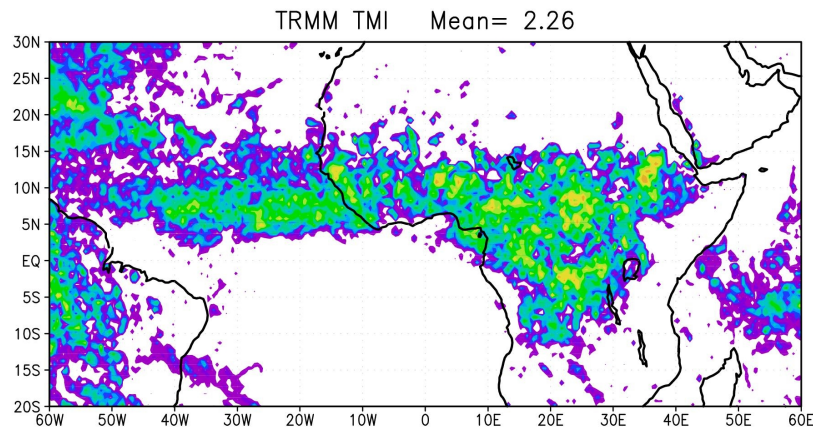 TRMM TMI Mean= 2.26
30N
25N
20N
15N
10N
5N
EQ
5S
10S
15S
20S
60W 50W 40W 30W 20W 10W 0 10E 20E 30E 40E 50E 60E